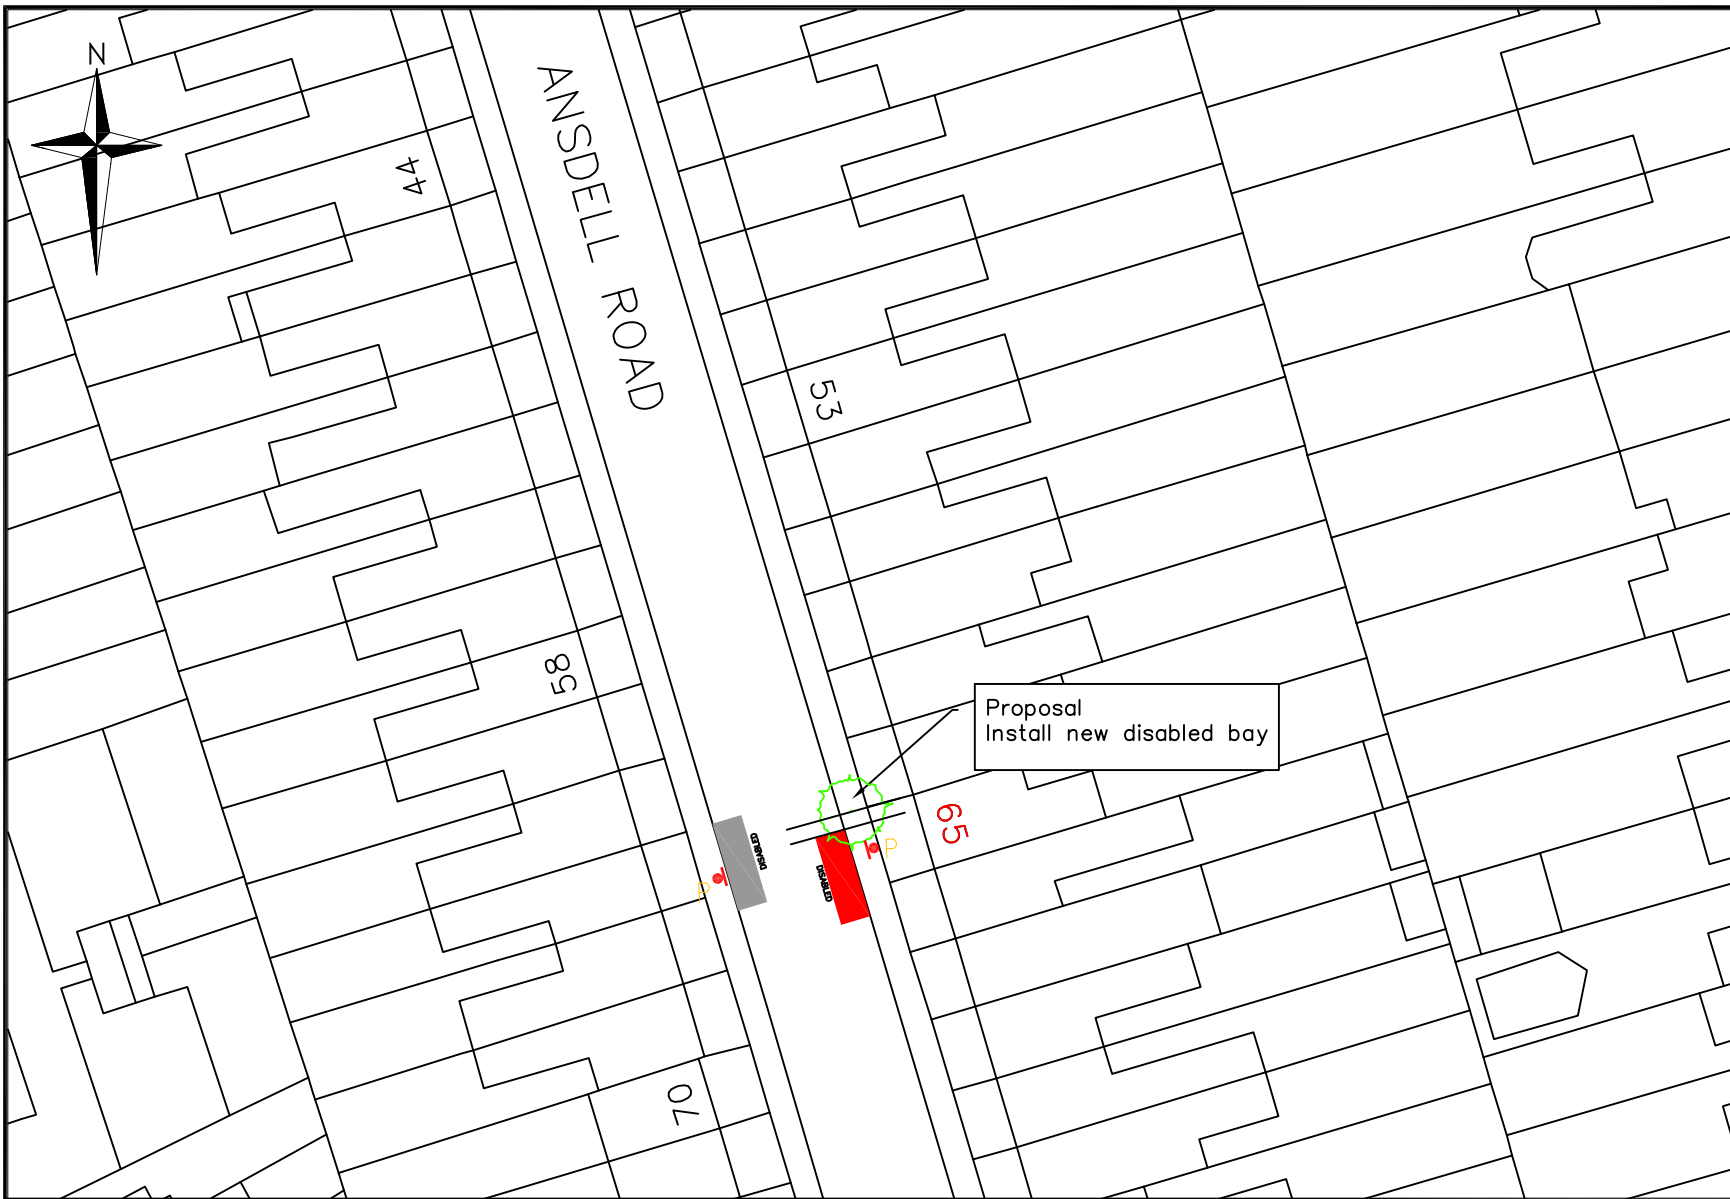 N
ANSDELL ROAD
44
53
58
Proposal
Install new disabled bay
65
DISABLED
DISABLED
P
P
70